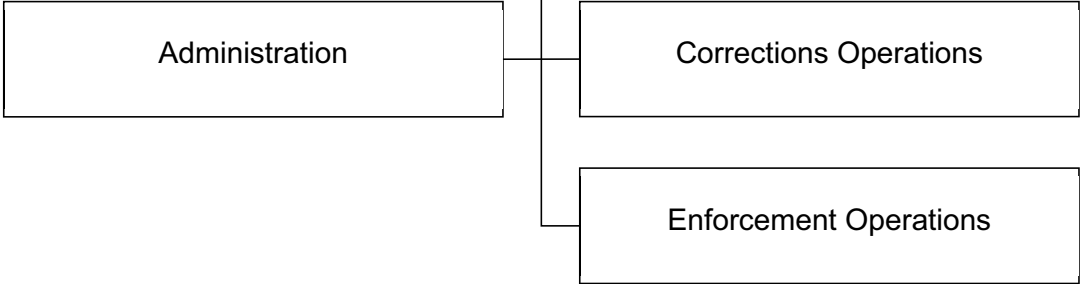 Administration
Corrections Operations
Enforcement Operations